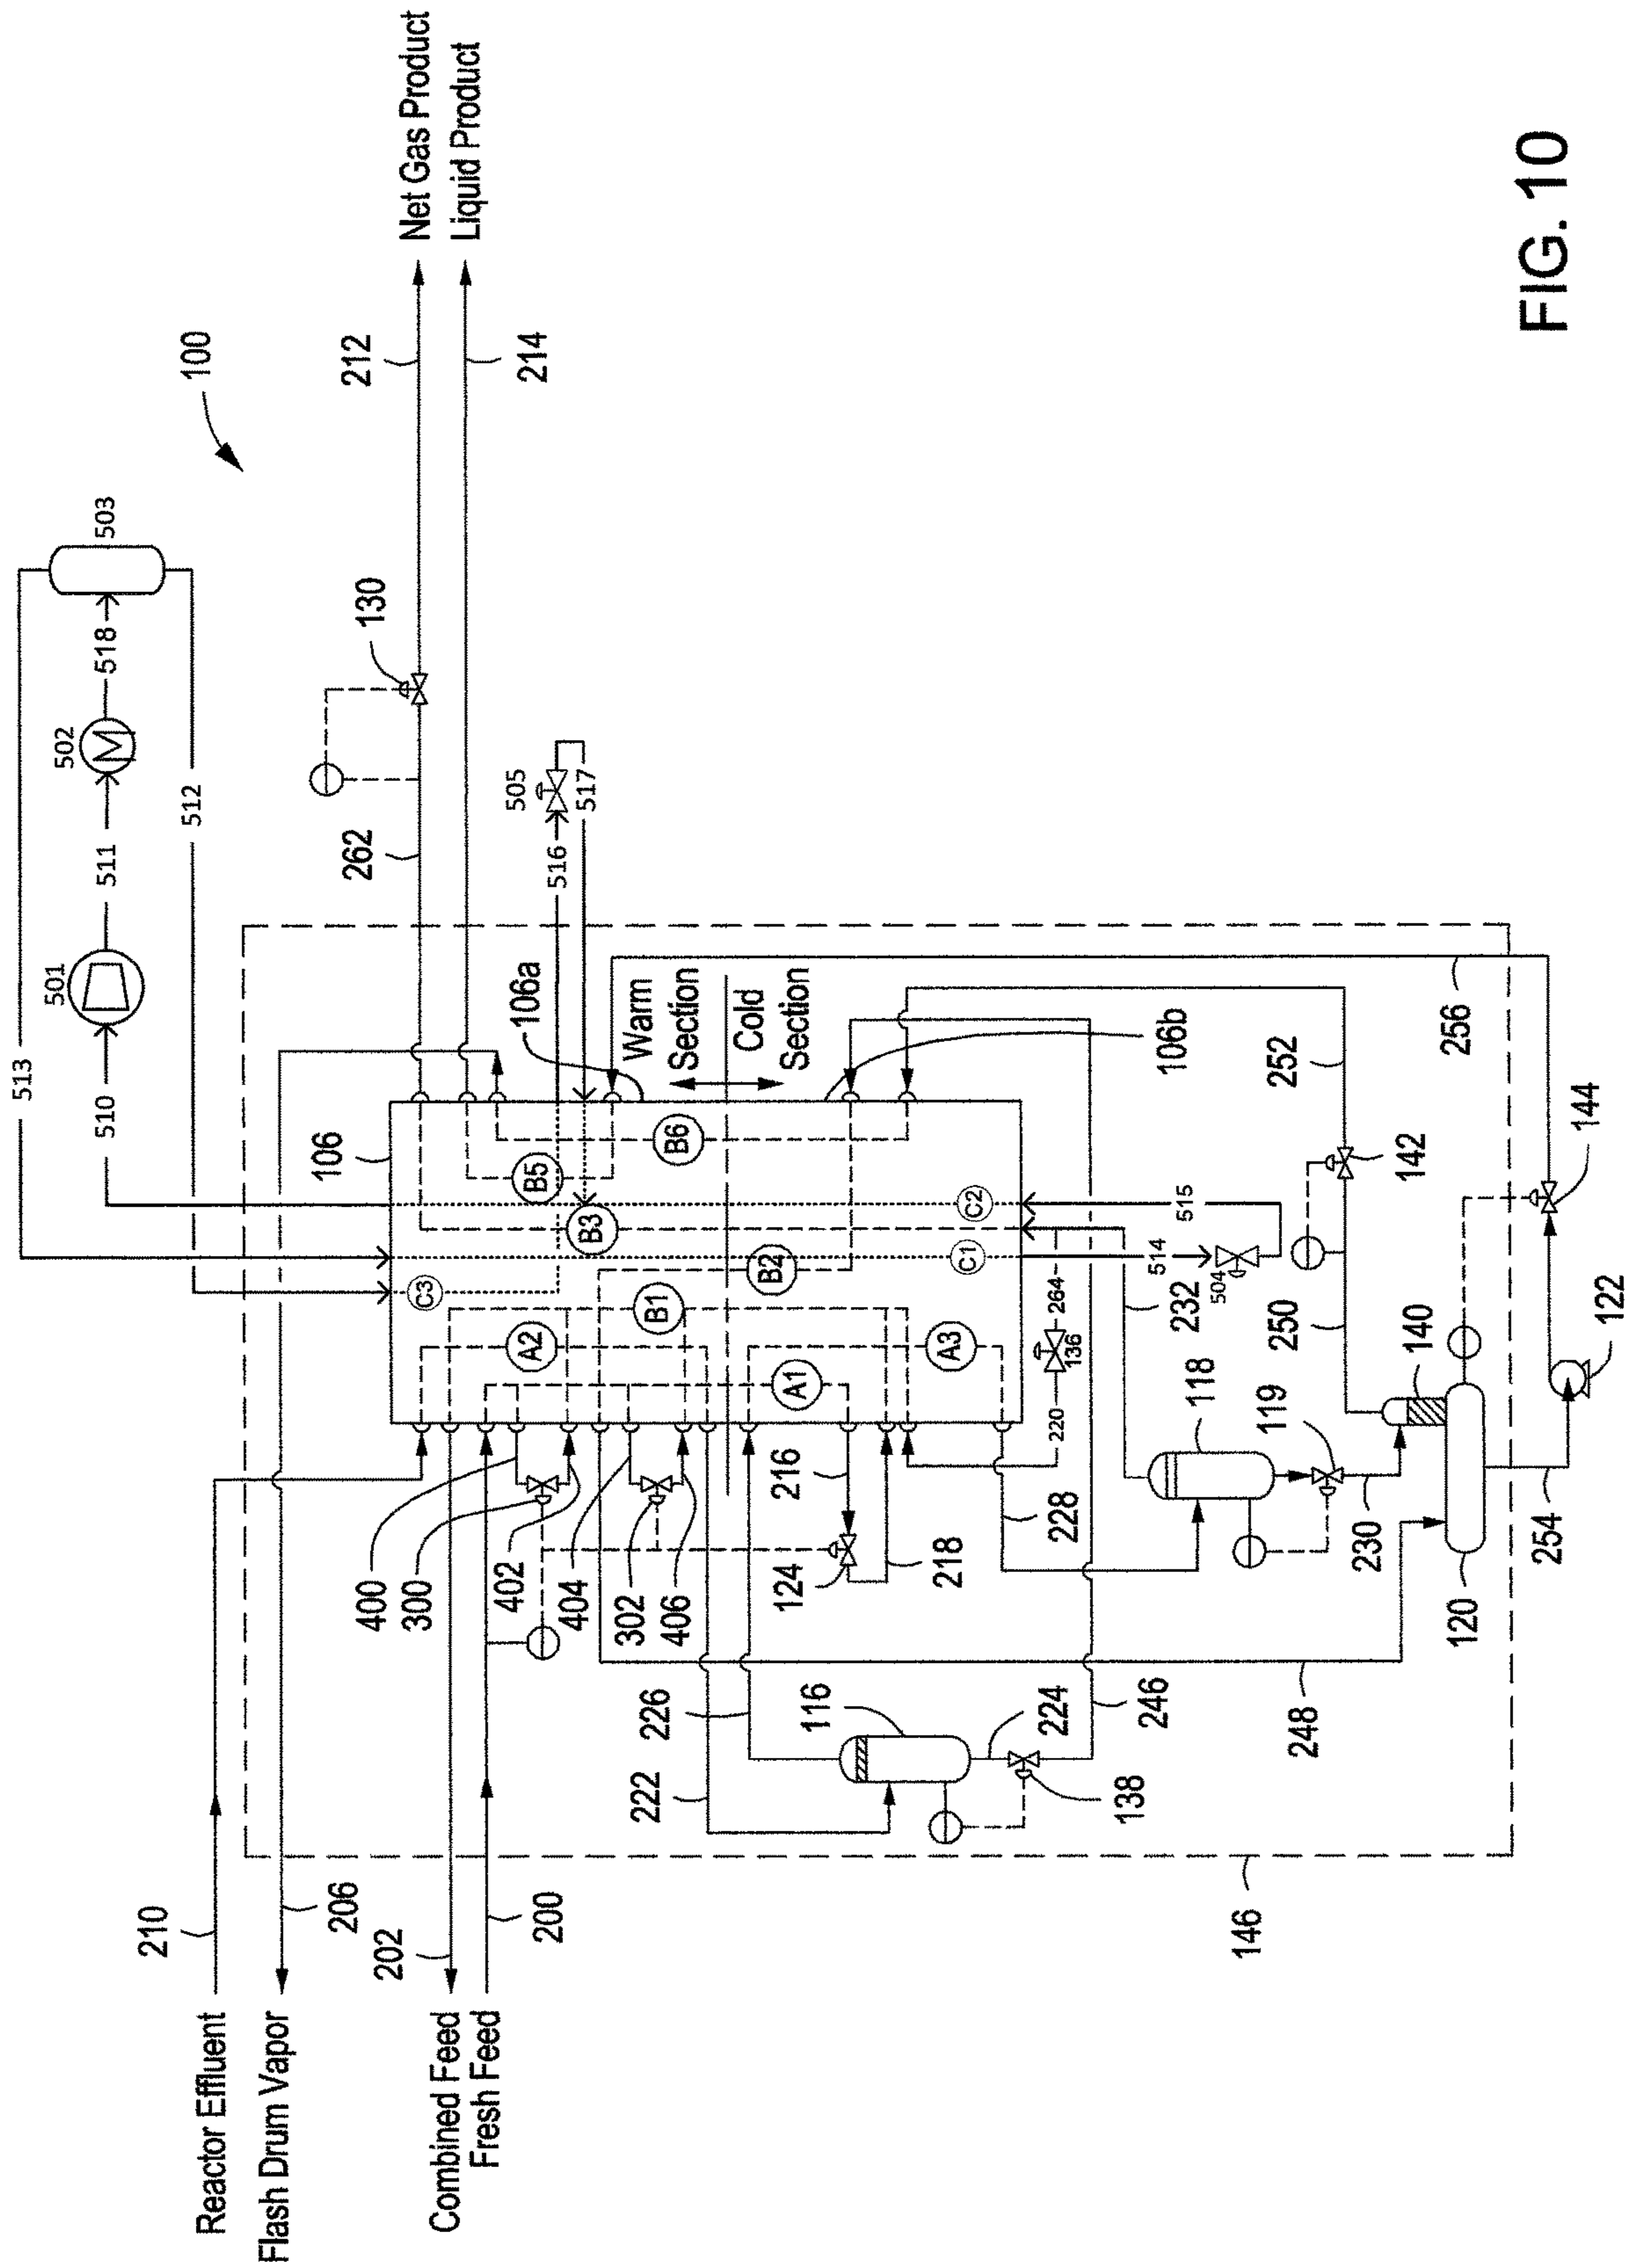 Reactor Effluent
210
Flash Drum Vapor
206
Combined Feed
202
Fresh Feed
200
513
510
501
511
502
518
503
512
100
106
262
130
212
Net Gas Product
214
Liquid Product
516
505
517
106a
Warm
Section
Cold
Section
106b
C3
A2
B1
B5
B3
B6
B2
C1
C2
A1
A3
400
300
402
404
302
406
216
124
218
220
136
264
228
232
514
504
515
222
226
116
224
138
246
248
118
119
230
250
140
142
252
256
144
122
120
254
146
FIG. 10